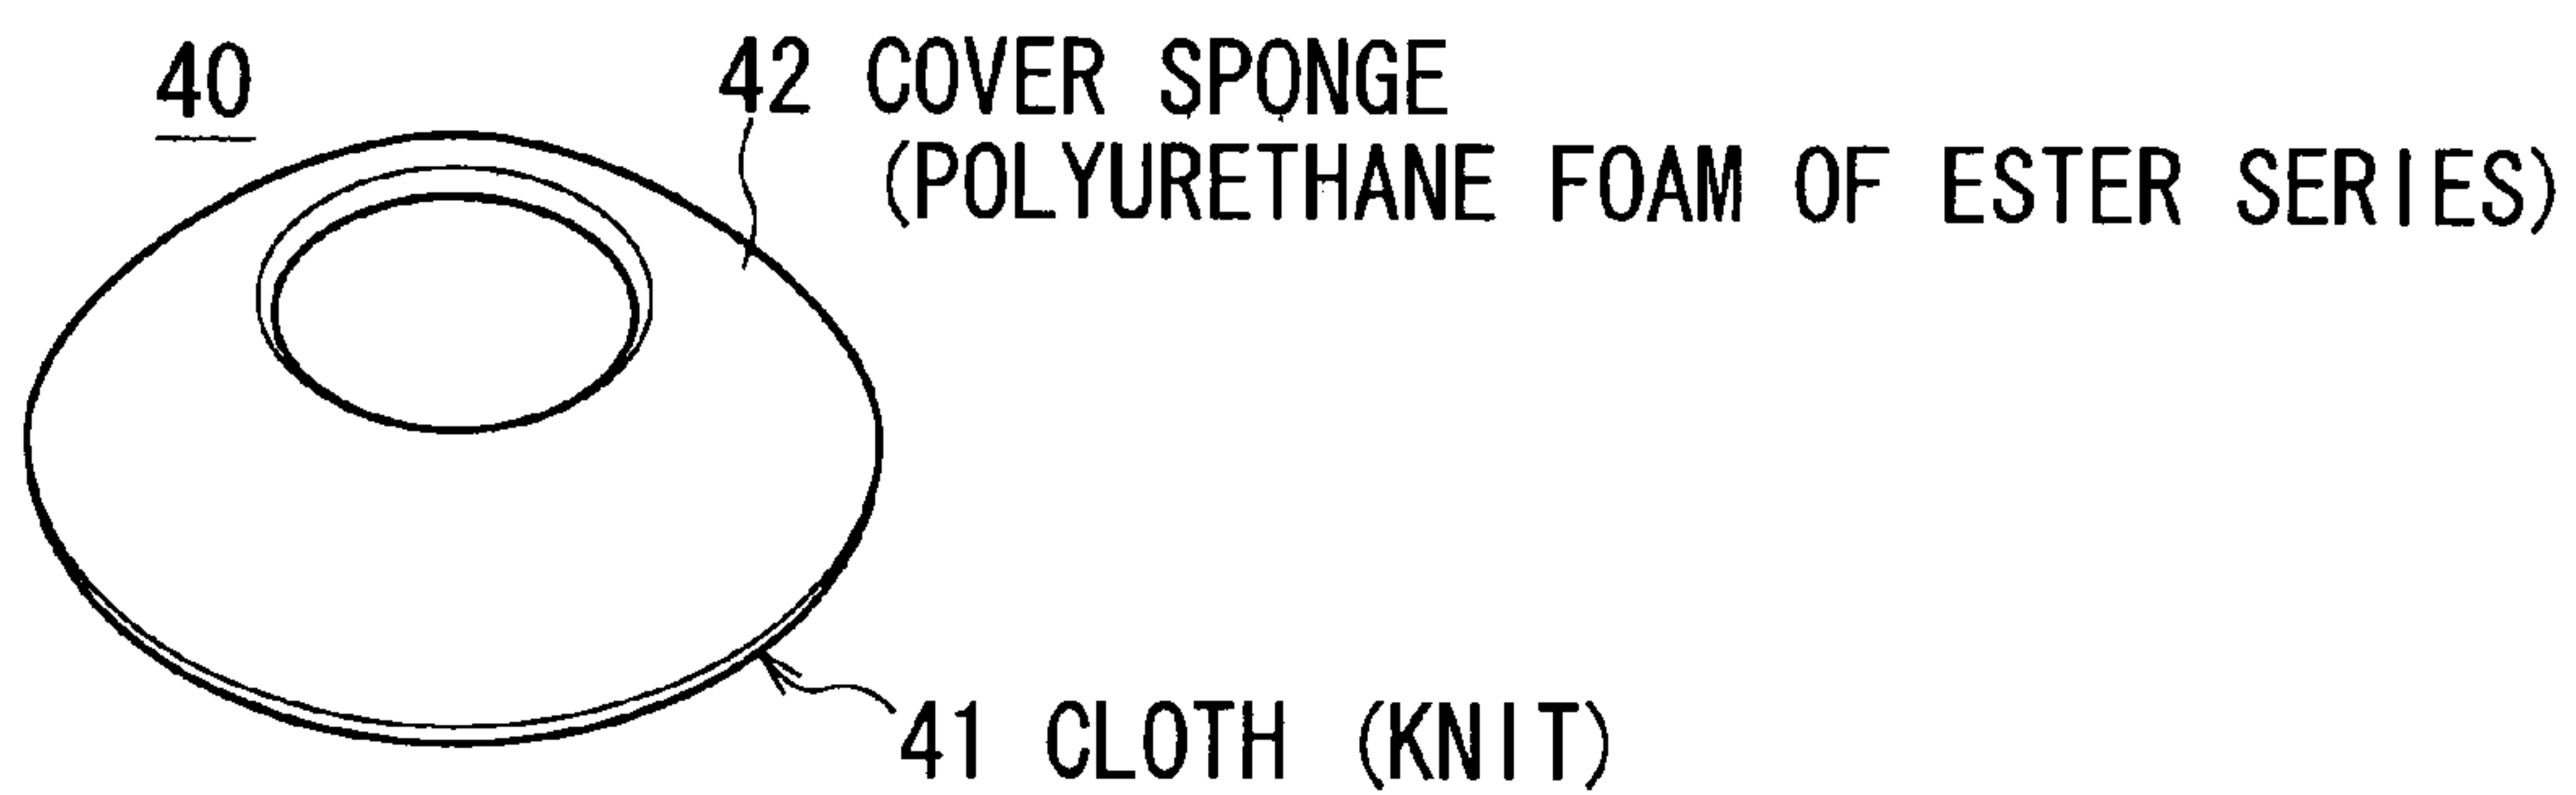 40
42 COVER SPONGE
(POLYURETHANE FOAM OF ESTER SERIES)
41 CLOTH (KNIT)